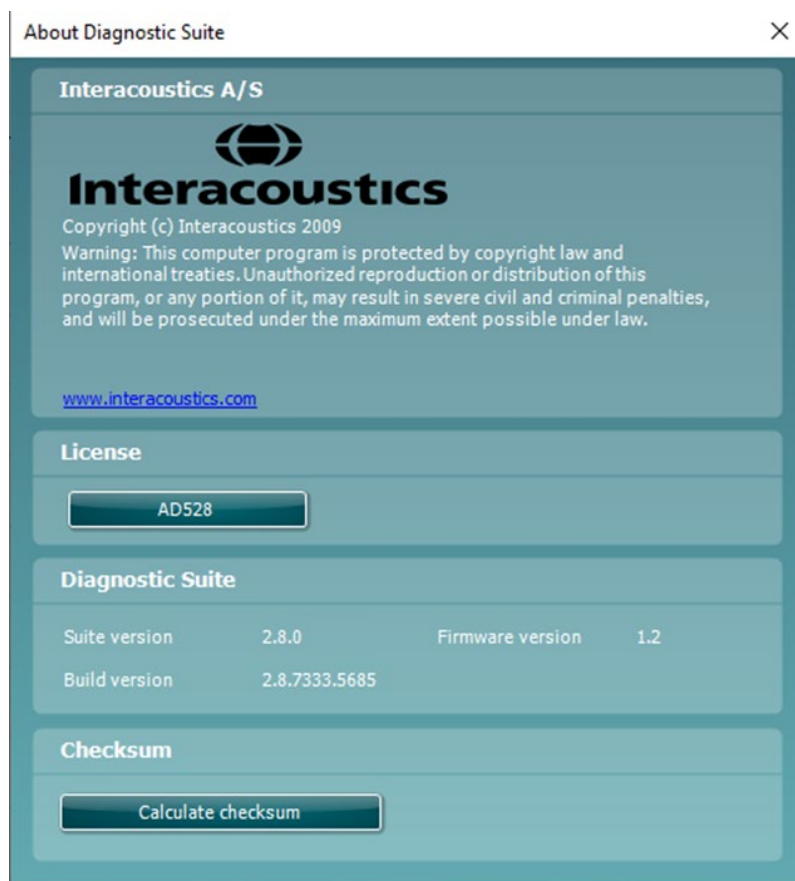 About Diagnostic Suite
Interacoustics A/S
Interacoustics
Copyright (c) Interacoustics 2009
Warning: This computer program is protected by copyright law and
international treaties. Unauthorized reproduction or distribution of this
program, or any portion of it, may result in severe civil and criminal penalties,
and will be prosecuted under the maximum extent possible under law.
www.interacoustics.com
License
AD528
Diagnostic Suite
Suite version 2.8.0 Firmware version 1.2
Build version 2.8.7333.5685
Checksum
Calculate checksum